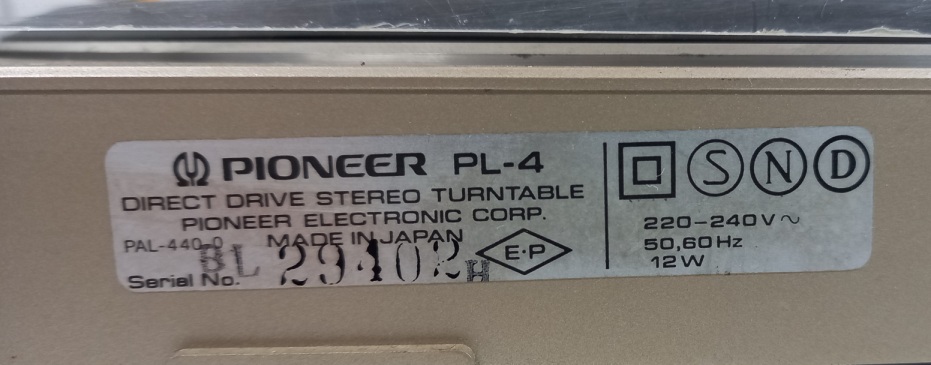 PIONEER PL-4
DIRECT DRIVE STEREO TURNTABLE
PIONEER ELECTRONIC CORP.
PAL-440-0 MADE IN JAPAN
Serial No. BL 29402 H
E·P
S N D
220-240V~
50,60Hz
12W